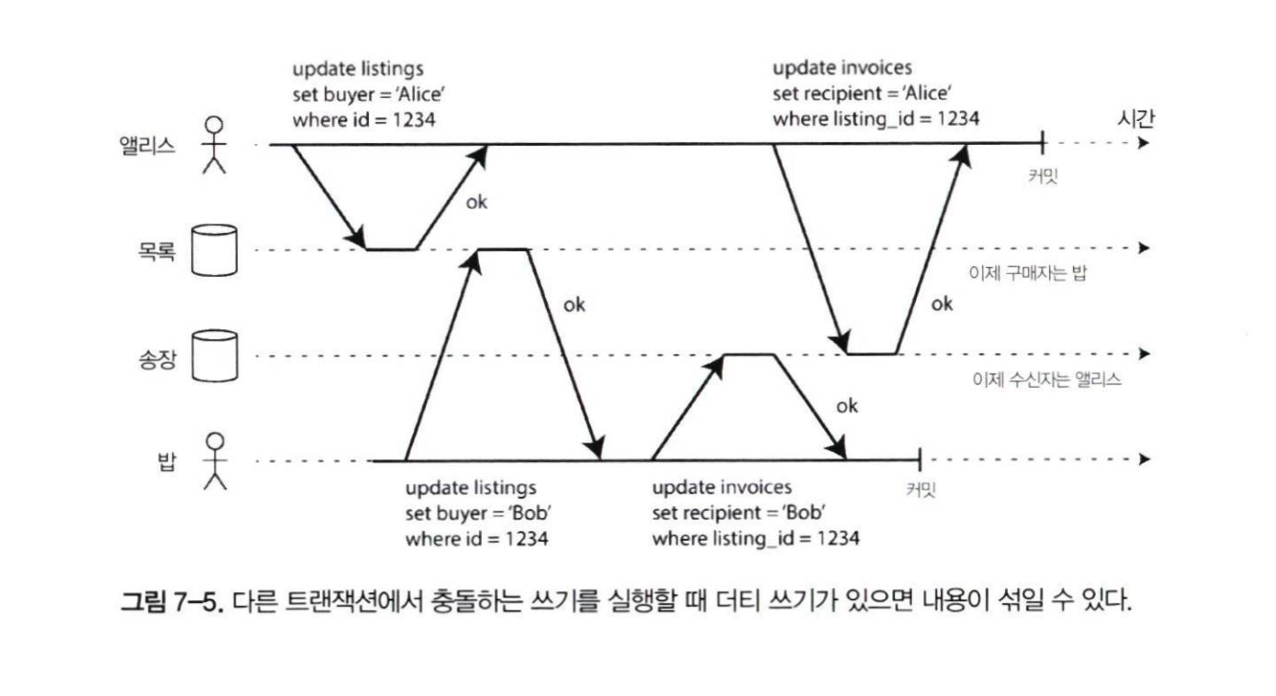 update listings
set buyer = 'Alice'
where id = 1234
update invoices
set recipient = 'Alice'
where listing_id = 1234
시간
앨리스
커밋
ok
목록
이제 구매자는 밥
ok
ok
송장
이제 수신자는 앨리스
ok
밥
커밋
update listings
set buyer = 'Bob'
where id = 1234
update invoices
set recipient = 'Bob'
where listing_id = 1234
그림 7-5. 다른 트랜잭션에서 충돌하는 쓰기를 실행할 때 더티 쓰기가 있으면 내용이 섞일 수 있다.